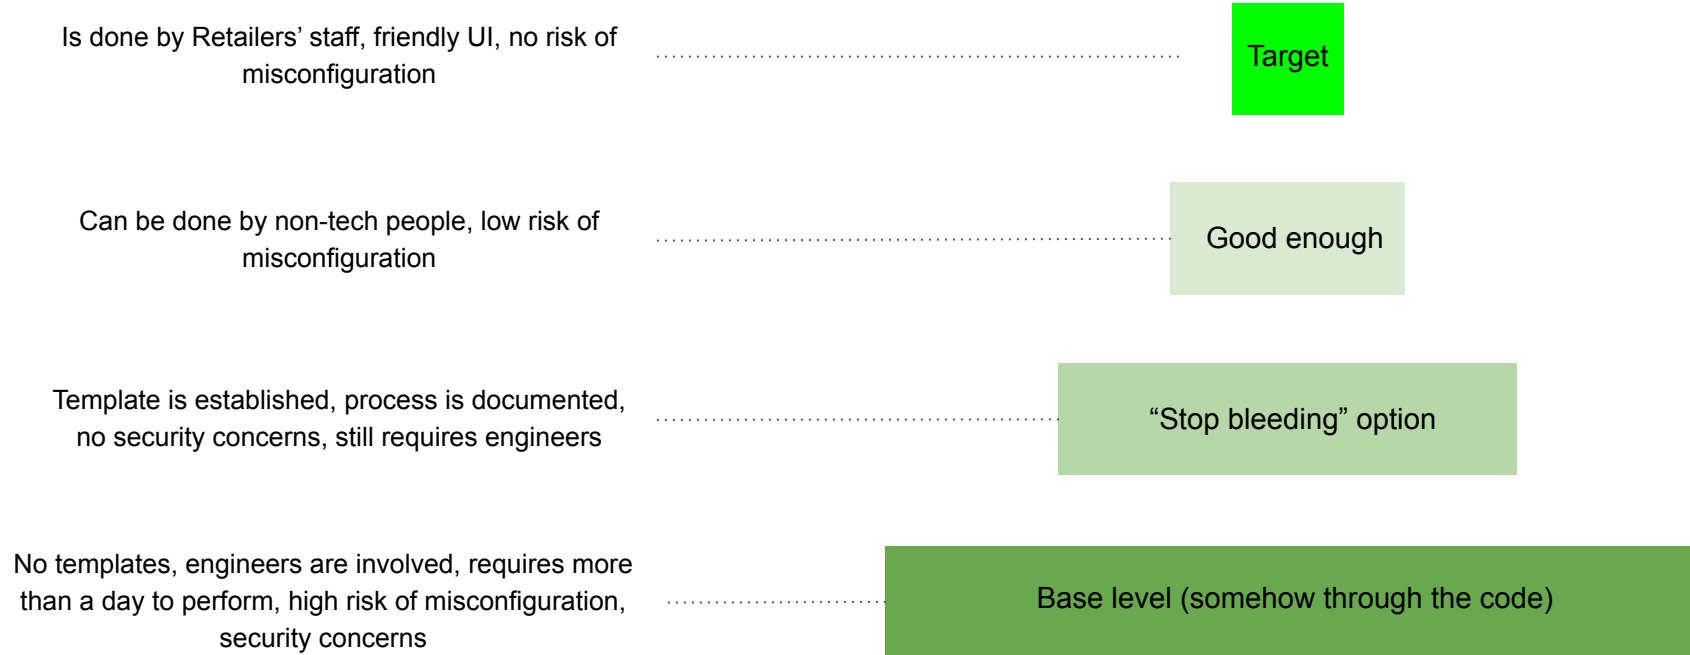 Is done by Retailers’ staff, friendly UI, no risk of
misconfiguration
Target
Can be done by non-tech people, low risk of
misconfiguration
Good enough
Template is established, process is documented,
no security concerns, still requires engineers
“Stop bleeding” option
No templates, engineers are involved, requires more
than a day to perform, high risk of misconfiguration,
security concerns
Base level (somehow through the code)